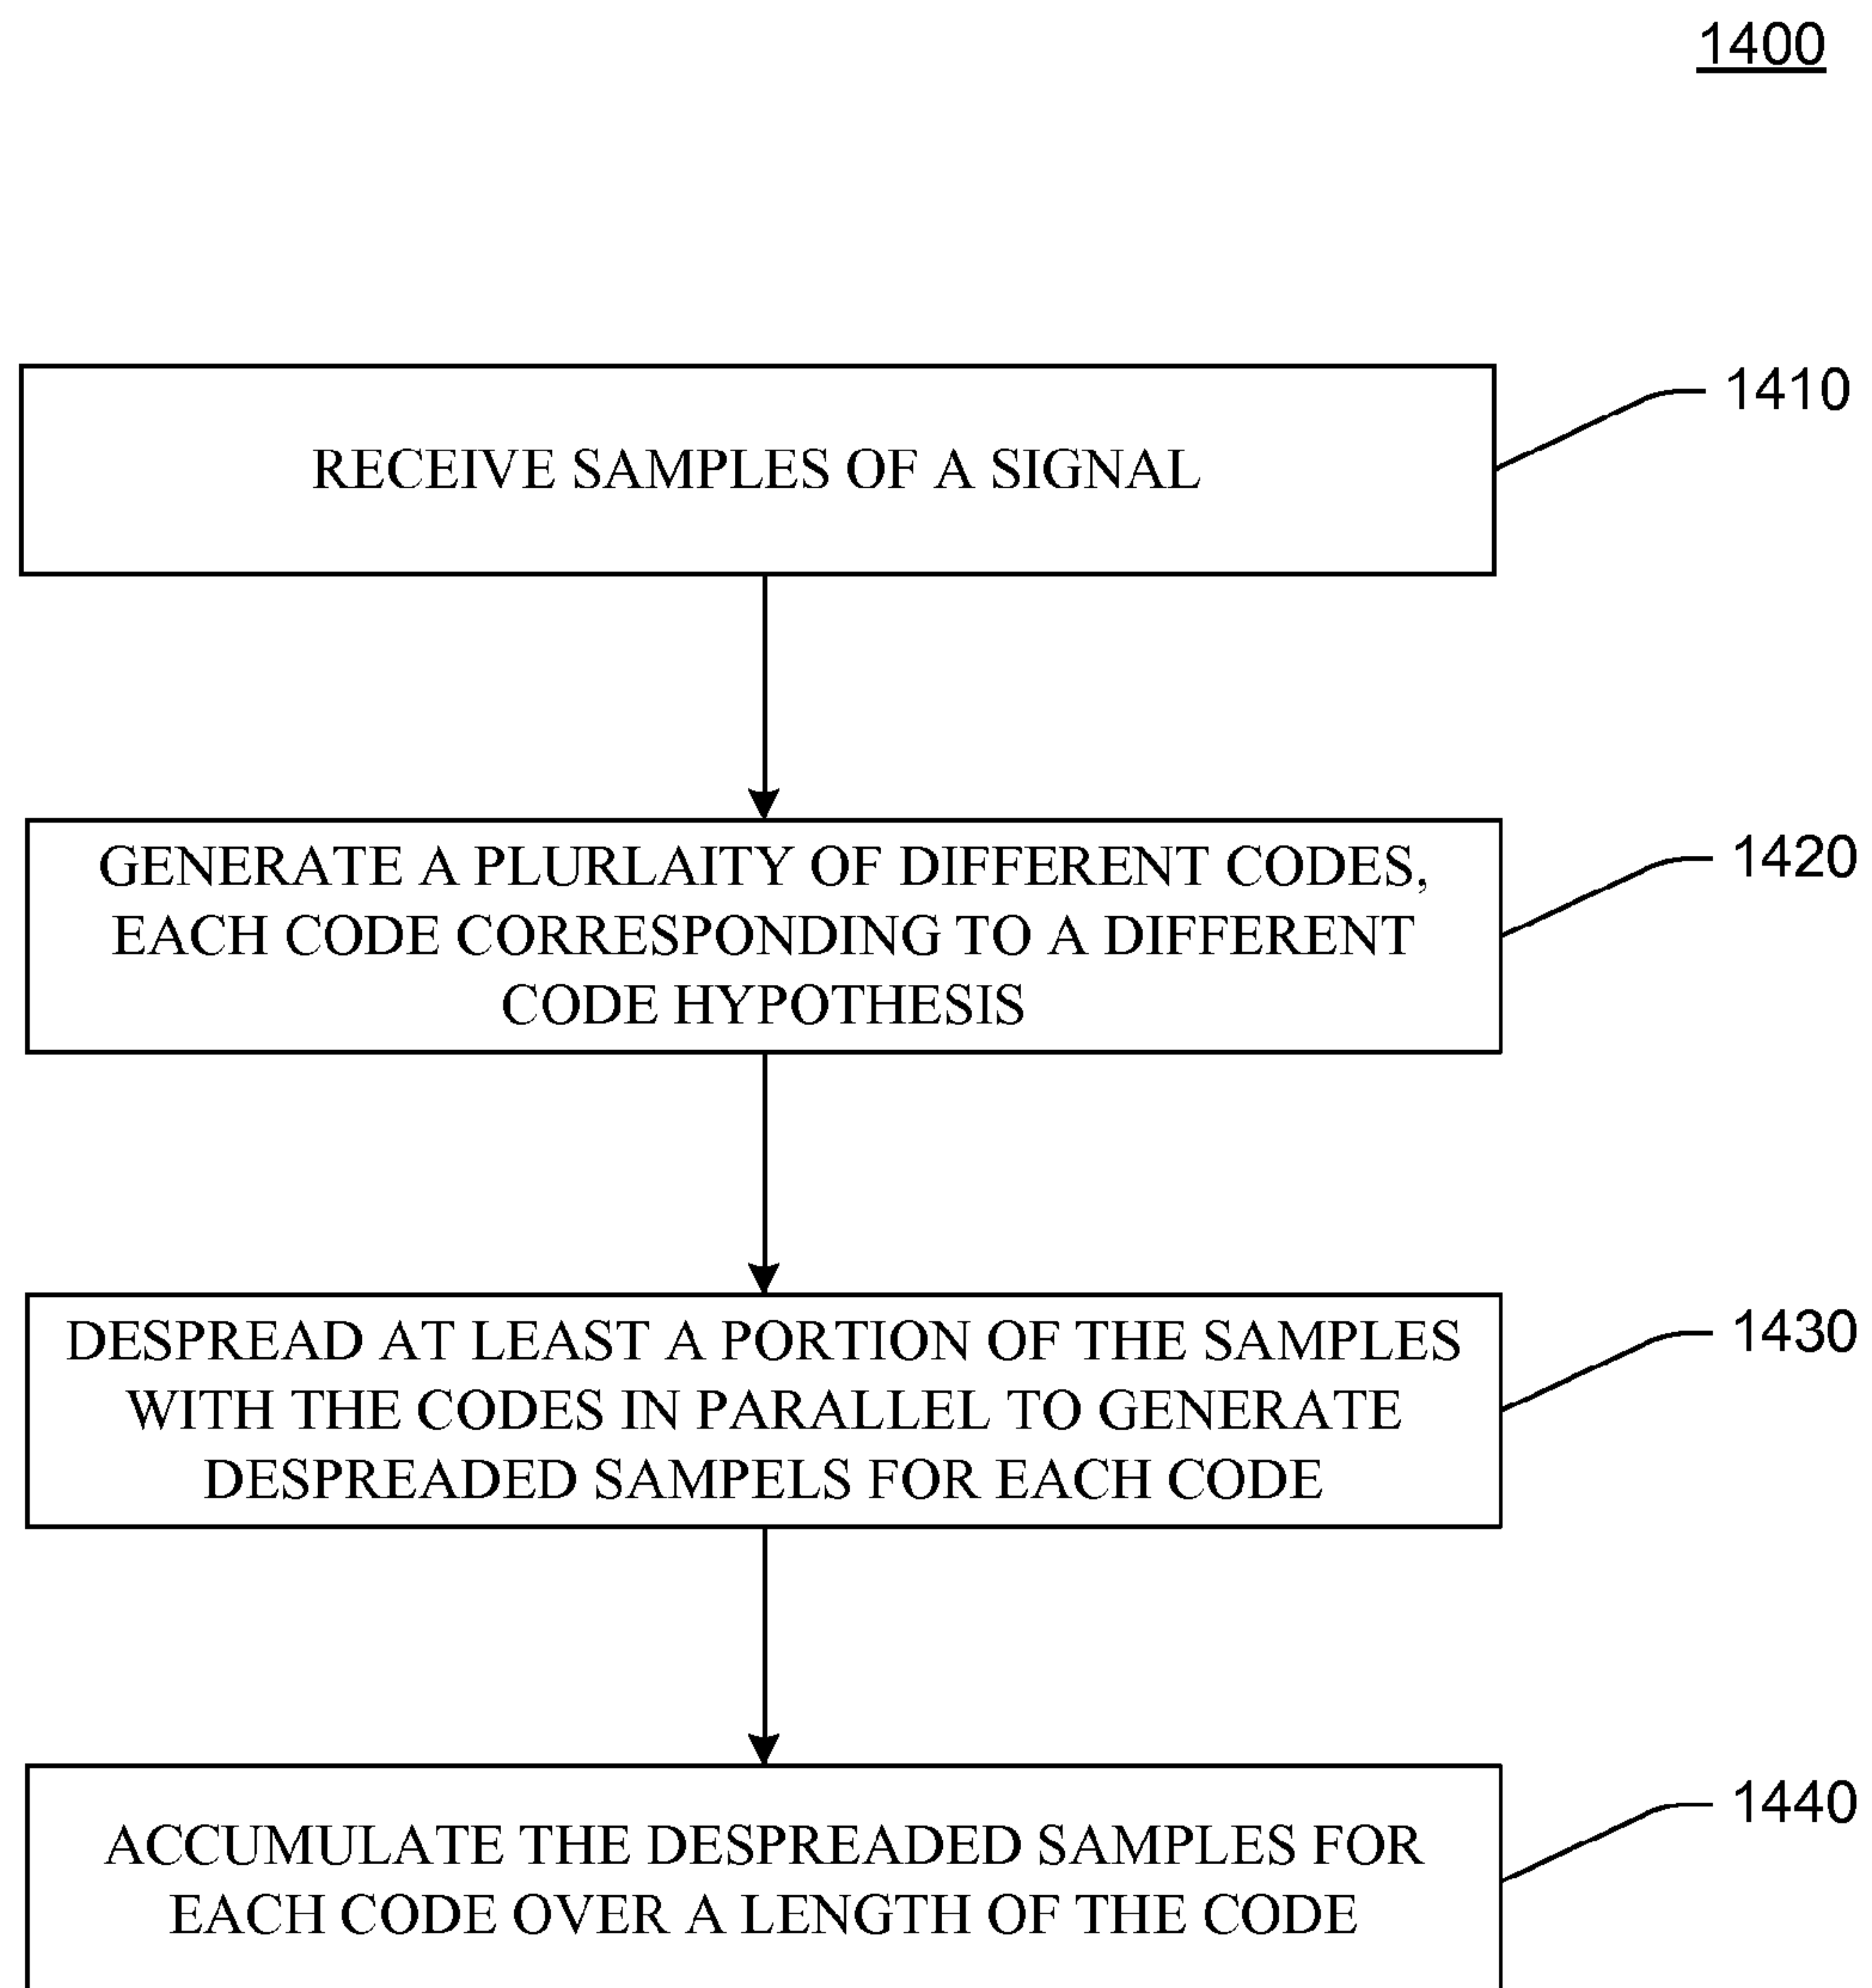 1400
RECEIVE SAMPLES OF A SIGNAL
1410
GENERATE A PLURLAITY OF DIFFERENT CODES,
EACH CODE CORRESPONDING TO A DIFFERENT
CODE HYPOTHESIS
1420
DESPREAD AT LEAST A PORTION OF THE SAMPLES
WITH THE CODES IN PARALLEL TO GENERATE
DESPREADED SAMPELS FOR EACH CODE
1430
ACCUMULATE THE DESPREADED SAMPLES FOR
EACH CODE OVER A LENGTH OF THE CODE
1440